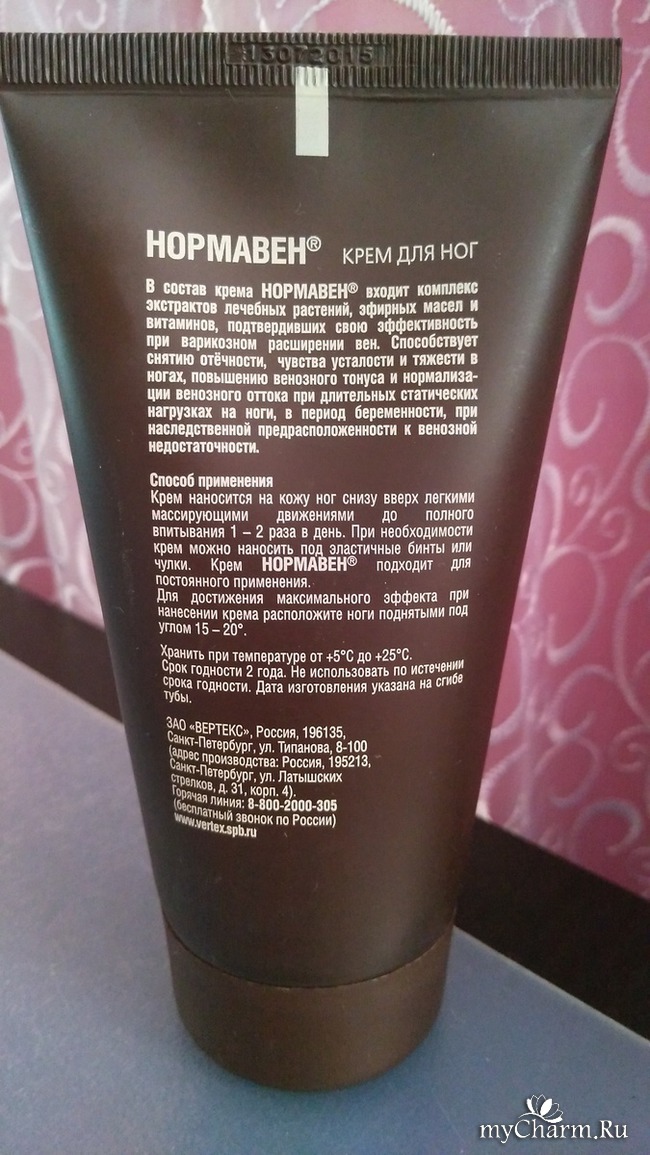 13072015
НОРМАВЕН® КРЕМ ДЛЯ НОГ
В состав крема НОРМАВЕН® входит комплекс
экстрактов лечебных растений, эфирных масел и
витаминов, подтвердивших свою эффективность
при варикозном расширении вен. Способствует
снятию отёчности, чувства усталости и тяжести в
ногах, повышению венозного тонуса и нормализа-
ции венозного оттока при длительных статических
нагрузках на ноги, в период беременности, при
наследственной предрасположенности к венозной
недостаточности.
Способ применения
Крем наносится на кожу ног снизу вверх легкими
массирующими движениями до полного
впитывания 1 – 2 раза в день. При необходимости
крем можно наносить под эластичные бинты или
чулки. Крем НОРМАВЕН® подходит для
постоянного применения.
Для достижения максимального эффекта при
нанесении крема расположите ноги поднятыми под
углом 15 – 20°.
Хранить при температуре от +5°С до +25°С.
Срок годности 2 года. Не использовать по истечении
срока годности. Дата изготовления указана на сгибе
тубы.
ЗАО «ВЕРТЕКС», Россия, 196135,
Санкт-Петербург, ул. Типанова, 8-100
(адрес производства: Россия, 195213,
Санкт-Петербург, ул. Латышских
стрелков, д. 31, корп. 4).
Горячая линия: 8-800-2000-305
(бесплатный звонок по России)
www.vertex.spb.ru
myCharm.Ru